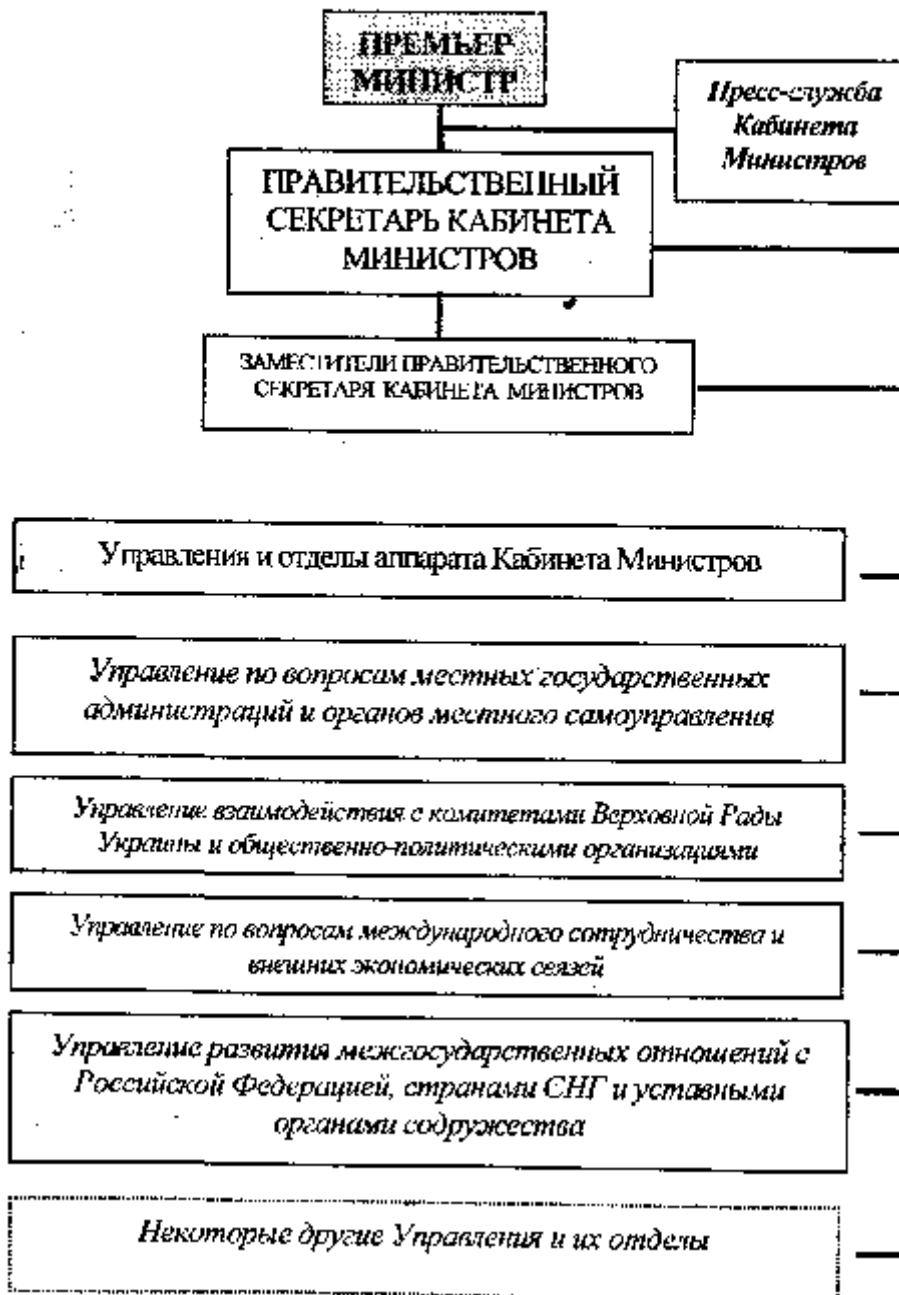 ПРЕМЬЕР
МИНИСТР
Пресс-служба
Кабинета
Министров
ПРАВИТЕЛЬСТВЕННЫЙ
СЕКРЕТАРЬ КАБИНЕТА
МИНИСТРОВ
ЗАМЕСТИТЕЛИ ПРАВИТЕЛЬСТВЕННОГО
СЕКРЕТАРЯ КАБИНЕТА МИНИСТРОВ
Управления и отделы аппарата Кабинета Министров
Управление по вопросам местных государственных
администраций и органов местного самоуправления
Управление взаимодействия с комитетами Верховной Рады
Украины и общественно-политическими организациями
Управление по вопросам международного сотрудничества и
внешних экономических связей
Управление развития межгосударственных отношений с
Российской Федерацией, странами СНГ и уставными
органами содружества
Некоторые другие Управления и их отделы